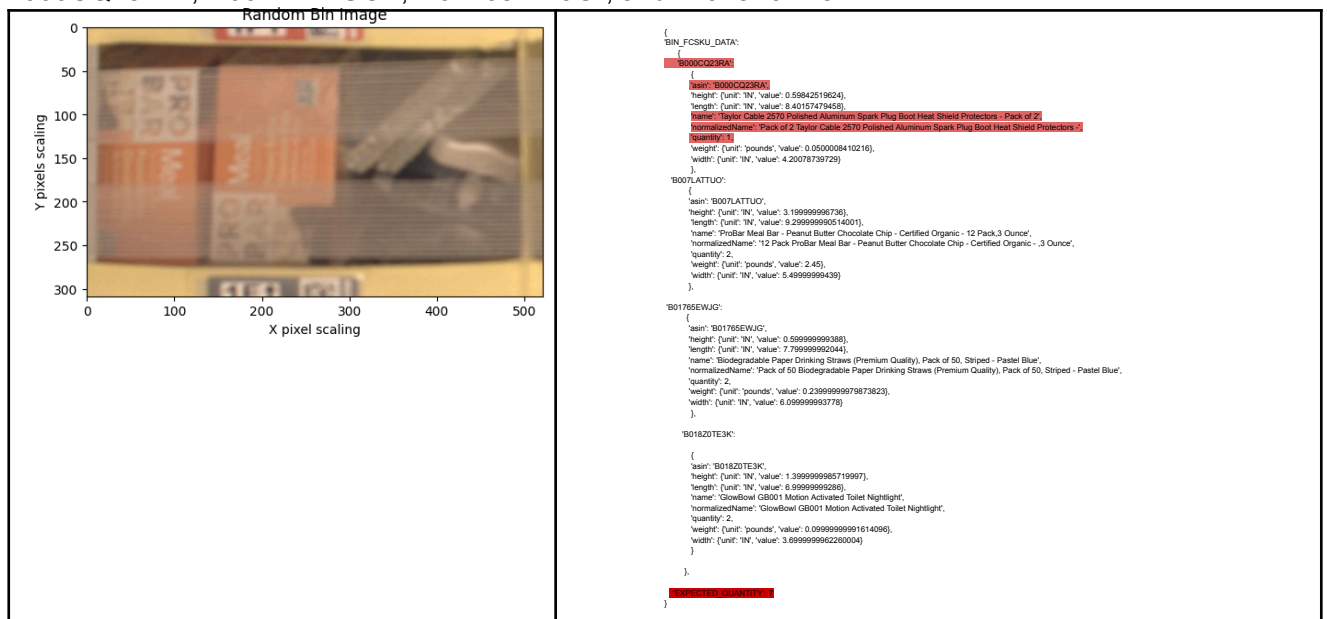 Random Bin Image
0
50
100
150
200
250
300
Y pixels scaling
0 100 200 300 400 500
X pixel scaling
PRO
BAR
Meal
Meal
PRO
BAR
{
'BIN_FCSKU_DATA':
{
'B000CQ23RA':
{
'asin': 'B000CQ23RA',
'height': {'unit': 'IN', 'value': 0.59842519624},
'length': {'unit': 'IN', 'value': 8.40157479458},
'name': 'Taylor Cable 2570 Polished Aluminum Spark Plug Boot Heat Shield Protectors - Pack of 2',
'normalizedName': 'Pack of 2 Taylor Cable 2570 Polished Aluminum Spark Plug Boot Heat Shield Protectors -',
'quantity': 1,
'weight': {'unit': 'pounds', 'value': 0.0500008410216},
'width': {'unit': 'IN', 'value': 4.20078739729}
},
'B007LATTUO':
{
'asin': 'B007LATTUO',
'height': {'unit': 'IN', 'value': 3.199999996736},
'length': {'unit': 'IN', 'value': 9.299999990514001},
'name': 'ProBar Meal Bar - Peanut Butter Chocolate Chip - Certified Organic - 12 Pack,3 Ounce',
'normalizedName': '12 Pack ProBar Meal Bar - Peanut Butter Chocolate Chip - Certified Organic - ,3 Ounce',
'quantity': 2,
'weight': {'unit': 'pounds', 'value': 2.45},
'width': {'unit': 'IN', 'value': 5.49999999439}
},
'B01765EWJG':
{
'asin': 'B01765EWJG',
'height': {'unit': 'IN', 'value': 0.599999999388},
'length': {'unit': 'IN', 'value': 7.799999992044},
'name': 'Biodegradable Paper Drinking Straws (Premium Quality), Pack of 50, Striped - Pastel Blue',
'normalizedName': 'Pack of 50 Biodegradable Paper Drinking Straws (Premium Quality), Pack of 50, Striped - Pastel Blue',
'quantity': 2,
'weight': {'unit': 'pounds', 'value': 0.23999999979873823},
'width': {'unit': 'IN', 'value': 6.099999993778}
},
'B018Z0TE3K':
{
'asin': 'B018Z0TE3K',
'height': {'unit': 'IN', 'value': 1.3999999985719997},
'length': {'unit': 'IN', 'value': 6.99999999286},
'name': 'GlowBowl GB001 Motion Activated Toilet Nightlight',
'normalizedName': 'GlowBowl GB001 Motion Activated Toilet Nightlight',
'quantity': 2,
'weight': {'unit': 'pounds', 'value': 0.09999999991614096},
'width': {'unit': 'IN', 'value': 3.6999999962260004}
}
},
'EXPECTED_QUANTITY': 7
}